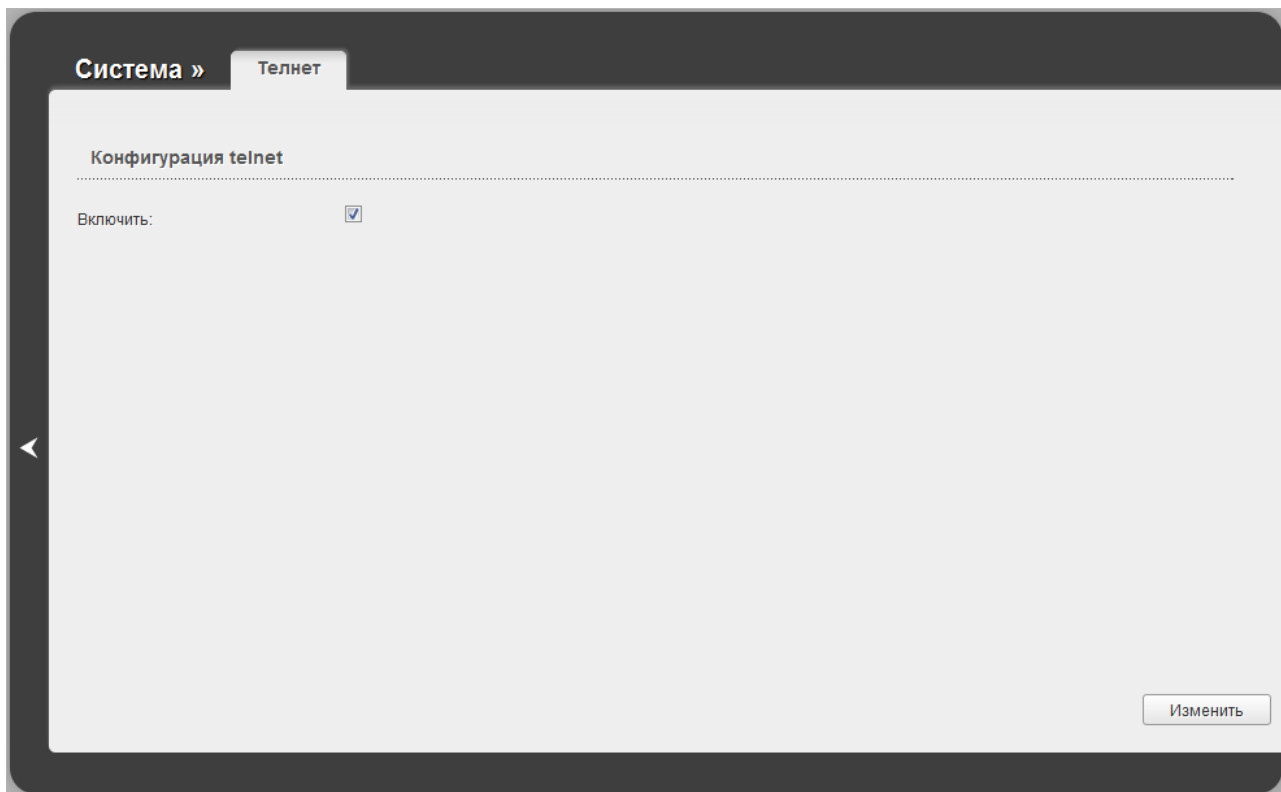 Система »
Телнет
Конфигурация telnet
Включить:
Изменить